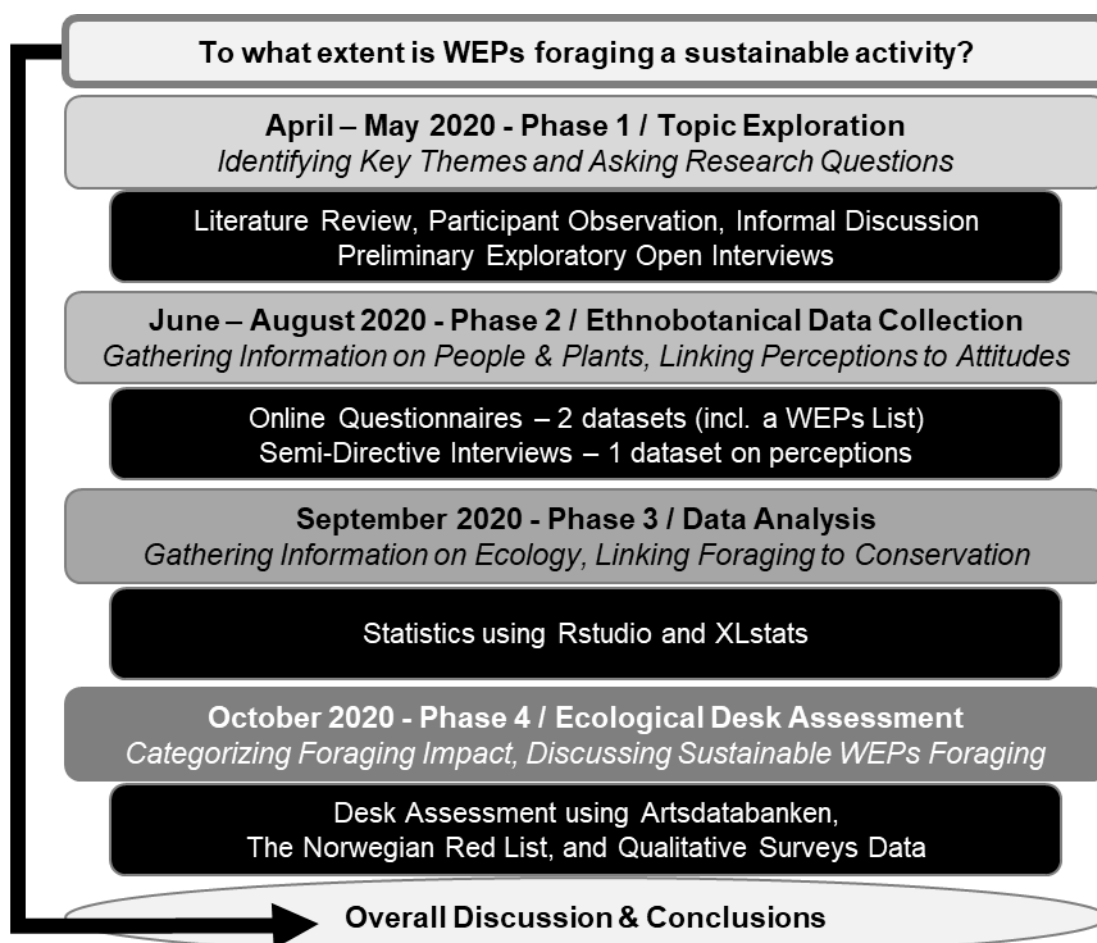 To what extent is WEPs foraging a sustainable activity?
April – May 2020 - Phase 1 / Topic Exploration
Identifying Key Themes and Asking Research Questions
Literature Review, Participant Observation, Informal Discussion
Preliminary Exploratory Open Interviews
June – August 2020 - Phase 2 / Ethnobotanical Data Collection
Gathering Information on People & Plants, Linking Perceptions to Attitudes
Online Questionnaires – 2 datasets (incl. a WEPs List)
Semi-Directive Interviews – 1 dataset on perceptions
September 2020 - Phase 3 / Data Analysis
Gathering Information on Ecology, Linking Foraging to Conservation
Statistics using Rstudio and XLstats
October 2020 - Phase 4 / Ecological Desk Assessment
Categorizing Foraging Impact, Discussing Sustainable WEPs Foraging
Desk Assessment using Artsdatabanken,
The Norwegian Red List, and Qualitative Surveys Data
Overall Discussion & Conclusions